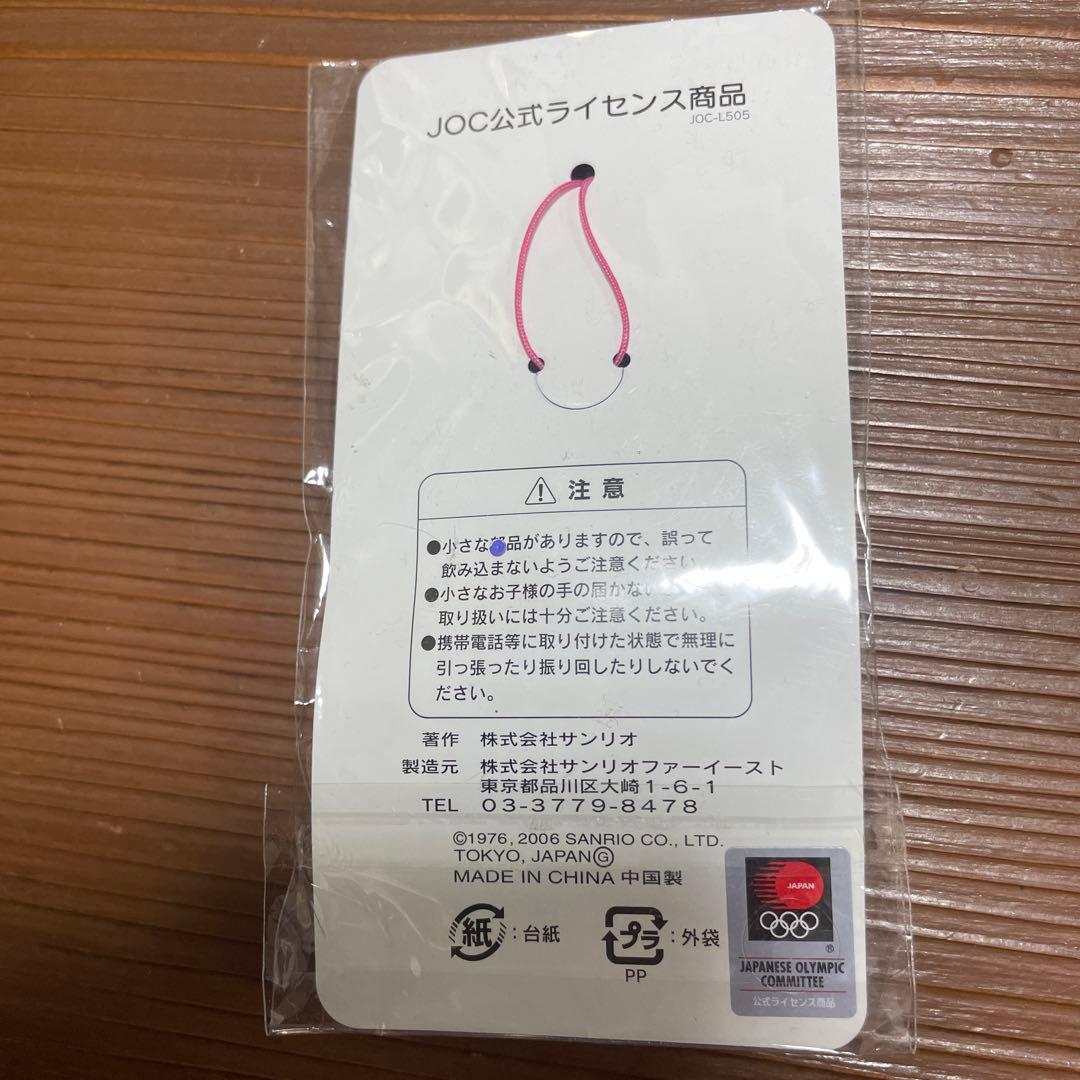 JOC公式ライセンス商品
JOC-L505
注意
●小さな部品がありますので、誤って
飲み込まないようご注意ください
●小さなお子様の手の届かない
取り扱いには十分ご注意ください。
●携帯電話等に取り付けた状態で無理に
引っ張ったり振り回したりしないでく
ださい。
著作 株式会社サンリオ
製造元 株式会社サンリオファーイースト
東京都品川区大崎1-6-1
TEL 03-3779-8478
©1976, 2006 SANRIO CO., LTD.
TOKYO, JAPAN Ⓖ
MADE IN CHINA 中国製
紙:台紙
プラ:外袋
PP
JAPAN
®
JAPANESE OLYMPIC
COMMITTEE
公式ライセンス商品